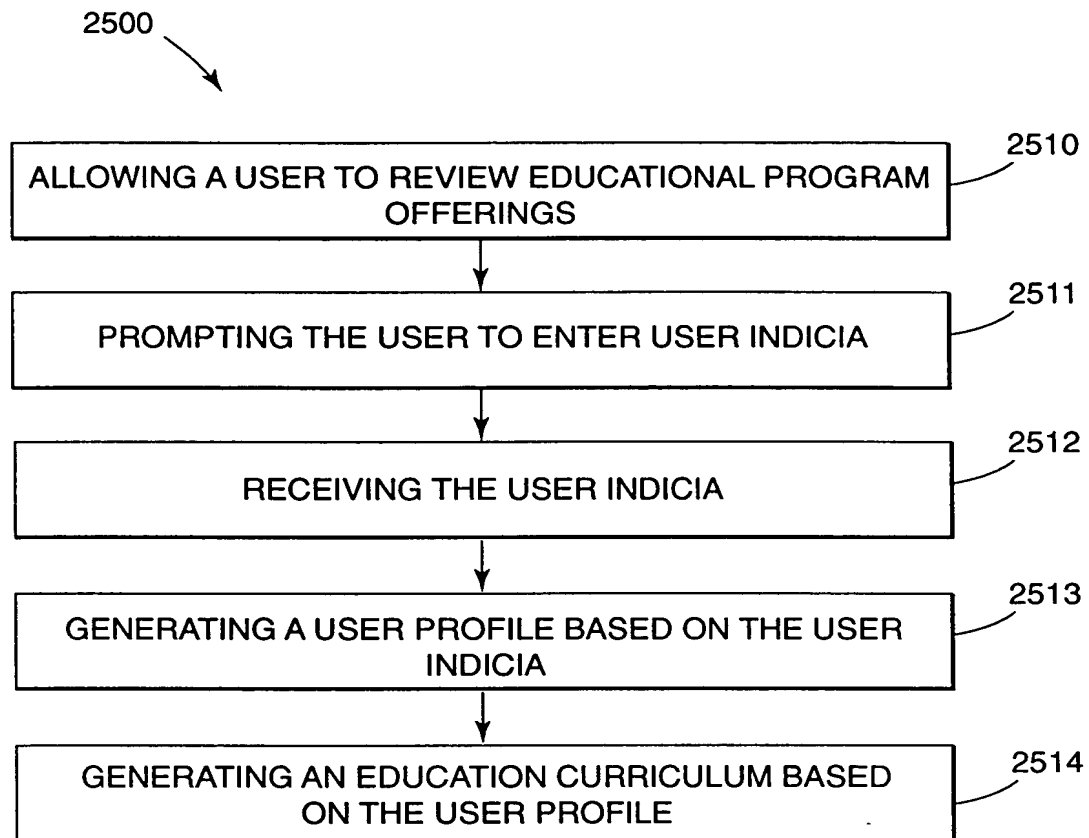 2500
2510
ALLOWING A USER TO REVIEW EDUCATIONAL PROGRAM
OFFERINGS
2511
PROMPTING THE USER TO ENTER USER INDICIA
2512
RECEIVING THE USER INDICIA
2513
GENERATING A USER PROFILE BASED ON THE USER
INDICIA
2514
GENERATING AN EDUCATION CURRICULUM BASED
ON THE USER PROFILE